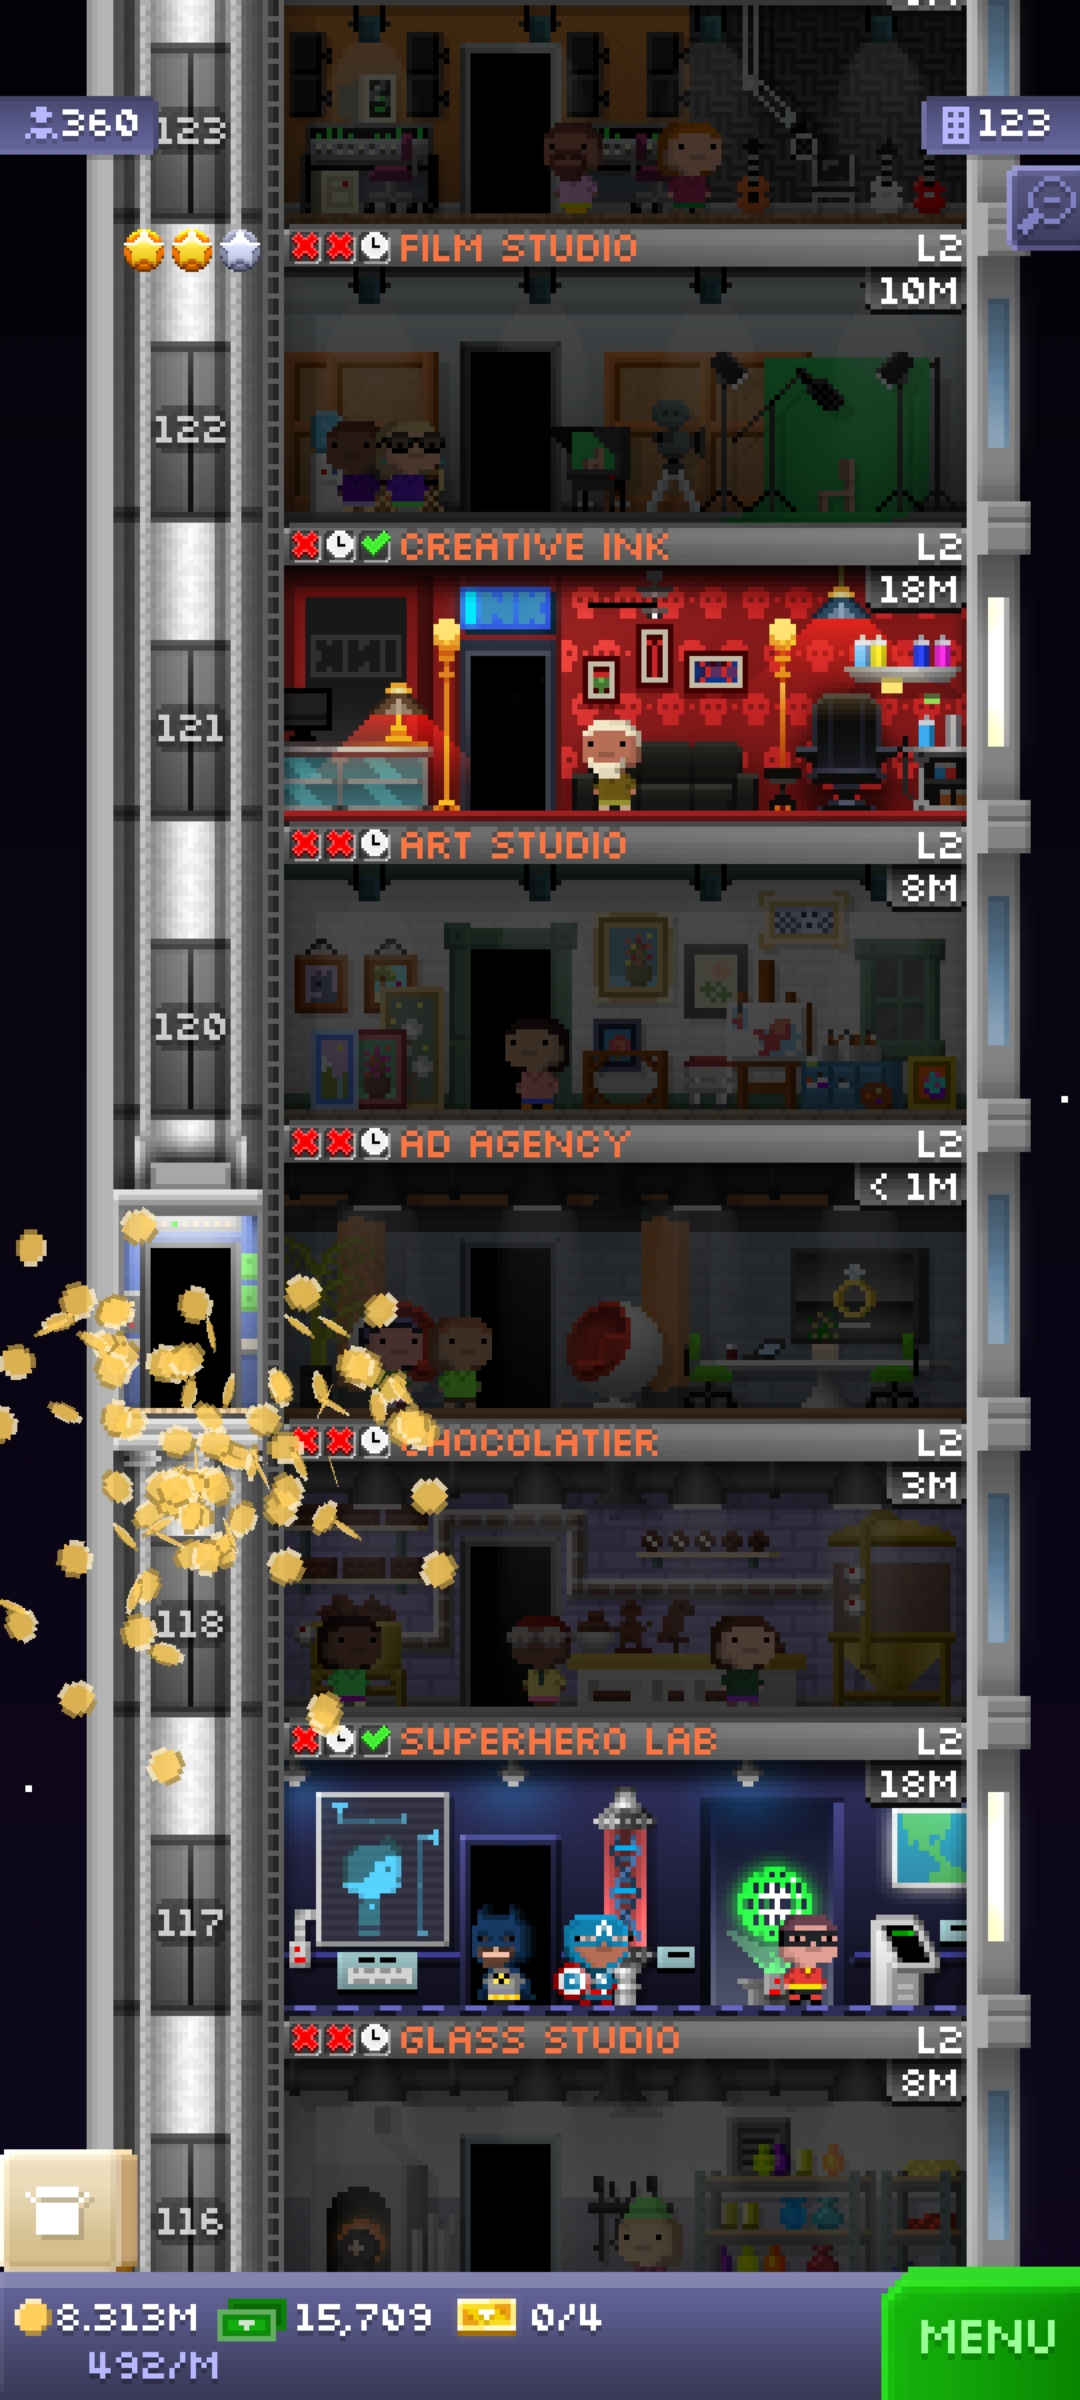 360
123
123
FILM STUDIO L2
10M
122
CREATIVE INK L2
18M
INK
121
ART STUDIO L2
8M
120
AD AGENCY L2
< 1M
CHOCOLATIER L2
3M
118
SUPERHERO LAB L2
18M
117
GLASS STUDIO L2
8M
116
8.313M 15,709 0/4
492/M
MENU